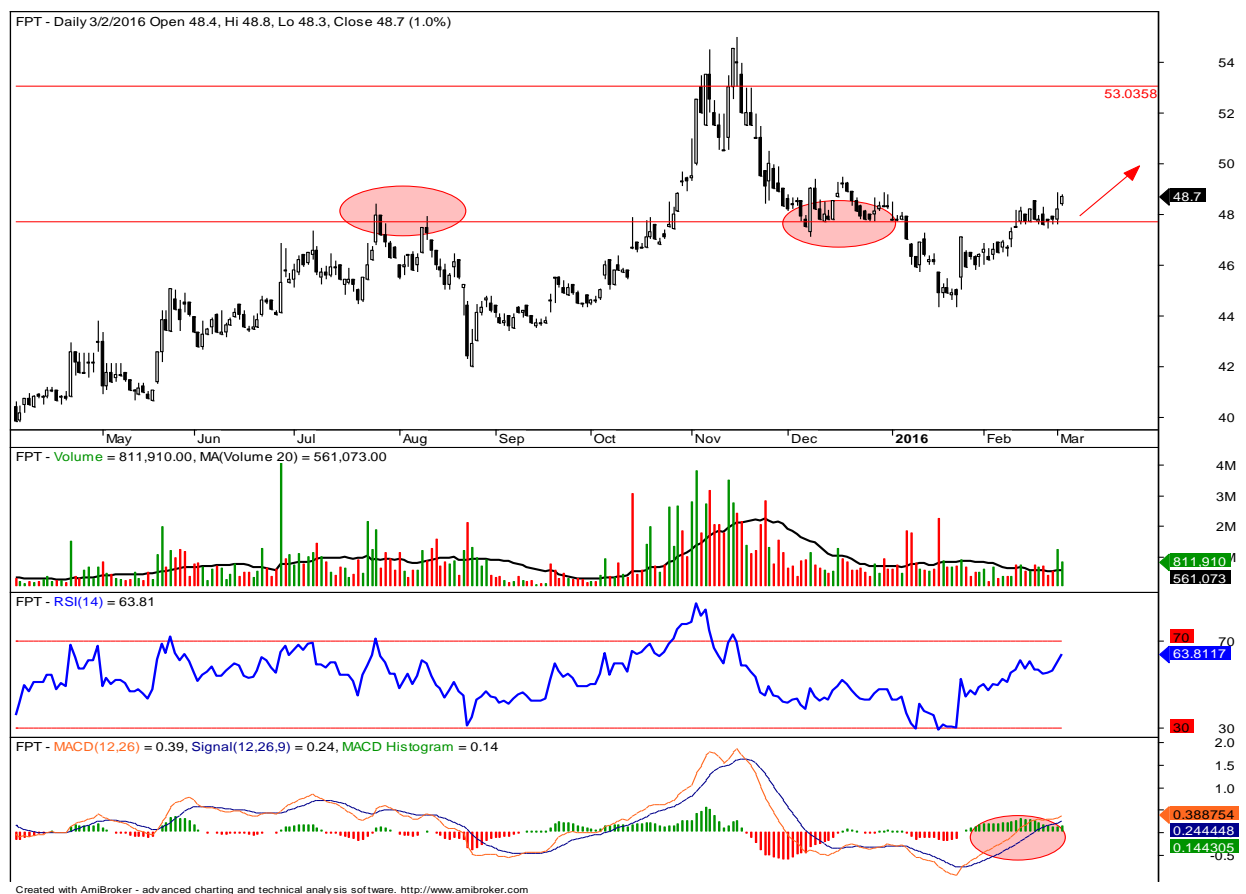 FPT - Daily 3/2/2016 Open 48.4, Hi 48.8, Lo 48.3, Close 48.7 (1.0%)
54
53.0358
52
50
48.7
48
46
44
42
40
May Jun Jul Aug Sep Oct Nov Dec 2016 Feb Mar
FPT - Volume = 811,910.00, MA(Volume 20) = 561,073.00
4M
3M
2M
M
811,910
561,073
FPT - RSI(14) = 63.81
70 70
63.8117
30 30
FPT - MACD(12,26) = 0.39, Signal(12,26,9) = 0.24, MACD Histogram = 0.14
2.0
1.5
1.0
0.388754
0.244448
0.144305
-0.5
Created with AmiBroker - advanced charting and technical analysis software. http://www.amibroker.com